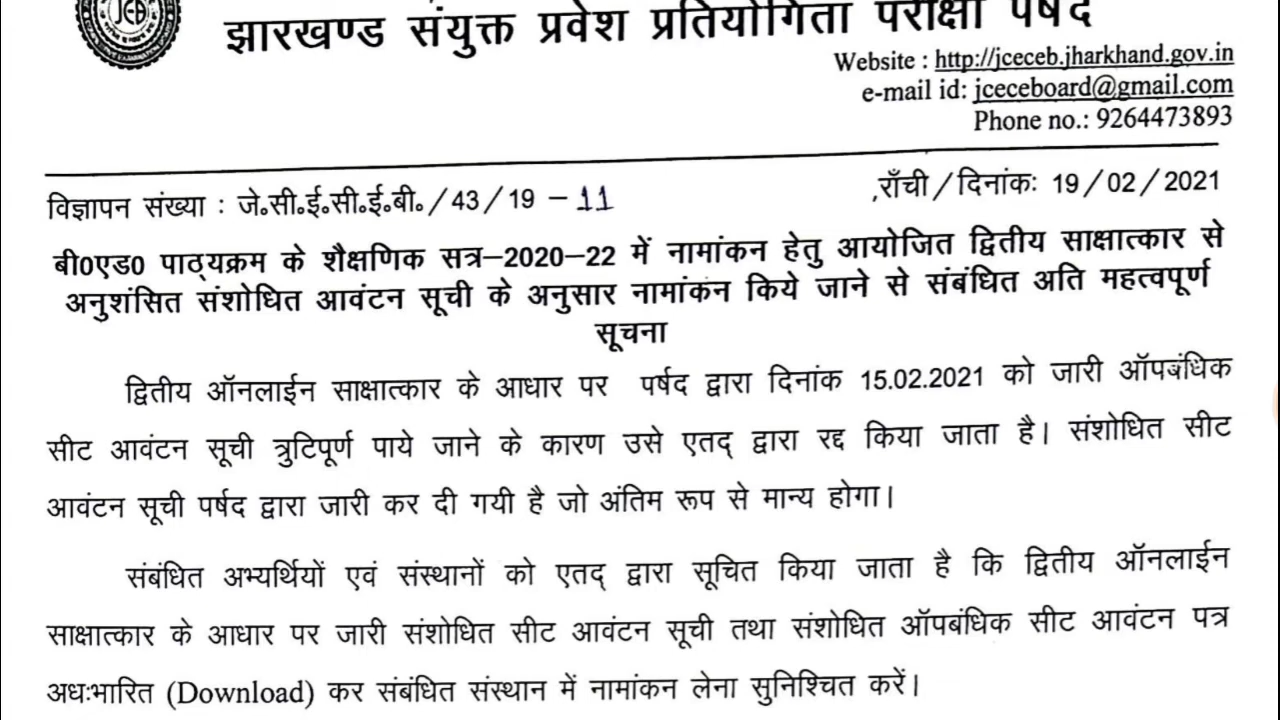 झारखण्ड संयुक्त प्रवेश प्रतियोगिता परीक्षा पर्षद
Website : http://jceceb.jharkhand.gov.in
e-mail id: jceceboard@gmail.com
Phone no.: 9264473893
विज्ञापन संख्या : जे॰सी॰ई॰सी॰ई॰बी॰ /43/19 - 11
राँची/दिनांकः 19/02/2021
बी0एड0 पाठ्यक्रम के शैक्षणिक सत्र-2020-22 में नामांकन हेतु आयोजित द्वितीय साक्षात्कार से
अनुशंसित संशोधित आवंटन सूची के अनुसार नामांकन किये जाने से संबंधित अति महत्वपूर्ण
सूचना
द्वितीय ऑनलाईन साक्षात्कार के आधार पर पर्षद द्वारा दिनांक 15.02.2021 को जारी ऑपबंधिक
सीट आवंटन सूची त्रुटिपूर्ण पाये जाने के कारण उसे एतद् द्वारा रद्द किया जाता है। संशोधित सीट
आवंटन सूची पर्षद द्वारा जारी कर दी गयी है जो अंतिम रूप से मान्य होगा।
संबंधित अभ्यर्थियों एवं संस्थानों को एतद् द्वारा सूचित किया जाता है कि द्वितीय ऑनलाईन
साक्षात्कार के आधार पर जारी संशोधित सीट आवंटन सूची तथा संशोधित ऑपबंधिक सीट आवंटन पत्र
अधःभारित (Download) कर संबंधित संस्थान में नामांकन लेना सुनिश्चित करें।